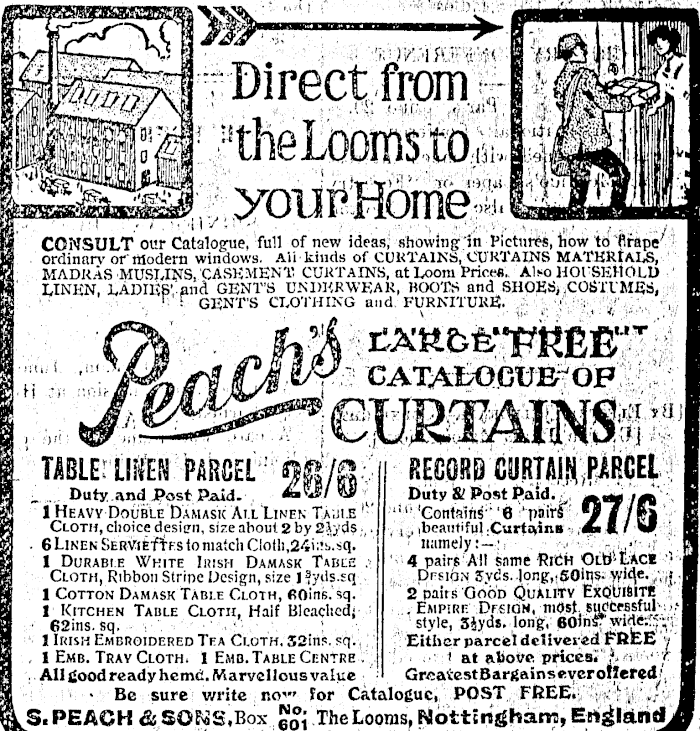 Direct from
the Looms to
your Home
CONSULT our Catalogue, full of new ideas, showing in Pictures, how to drape
ordinary or modern windows. All kinds of CURTAINS, CURTAINS MATERIALS,
MADRAS MUSLINS, CASEMENT CURTAINS, at Loom Prices. Also HOUSEHOLD
LINEN, LADIES' and GENT'S UNDERWEAR, BOOTS and SHOES, COSTUMES,
GENT'S CLOTHING and FURNITURE.
Peach's
LARGE FREE
CATALOGUE OF
CURTAINS
TABLE LINEN PARCEL 26/6
Duty and Post Paid.
1 HEAVY DOUBLE DAMASK ALL LINEN TABLE
CLOTH, choice design, size about 2 by 2½yds
6 LINEN SERVIETTES to match Cloth, 24ins. sq.
1 DURABLE WHITE IRISH DAMASK TABLE
CLOTH, Ribbon Stripe Design, size yds. sq
1 COTTON DAMASK TABLE CLOTH, 60ins. sq.
1 KITCHEN TABLE CLOTH, Half Bleached,
62ins. sq.
1 IRISH EMBROIDERED TEA CLOTH, 32ins. sq.
1 EMB. TRAY CLOTH. 1 EMB. TABLE CENTRE
All good ready hemd. Marvellous value
RECORD CURTAIN PARCEL
Duty & Post Paid.
Contains 6 pairs
beautiful Curtains
namely:—
27/6
4 pairs All same RICH OLD LACE
DESIGN 3yds. long, 50ins. wide.
2 pairs GOOD QUALITY EXQUISITE
EMPIRE DESIGN, most successful
style, 3½yds. long, 60ins. wide.
Either parcel delivered FREE
at above prices.
Greatest Bargains ever offered
Be sure write now for Catalogue, POST FREE.
S. PEACH & SONS, Box No. 601 The Looms, Nottingham, England